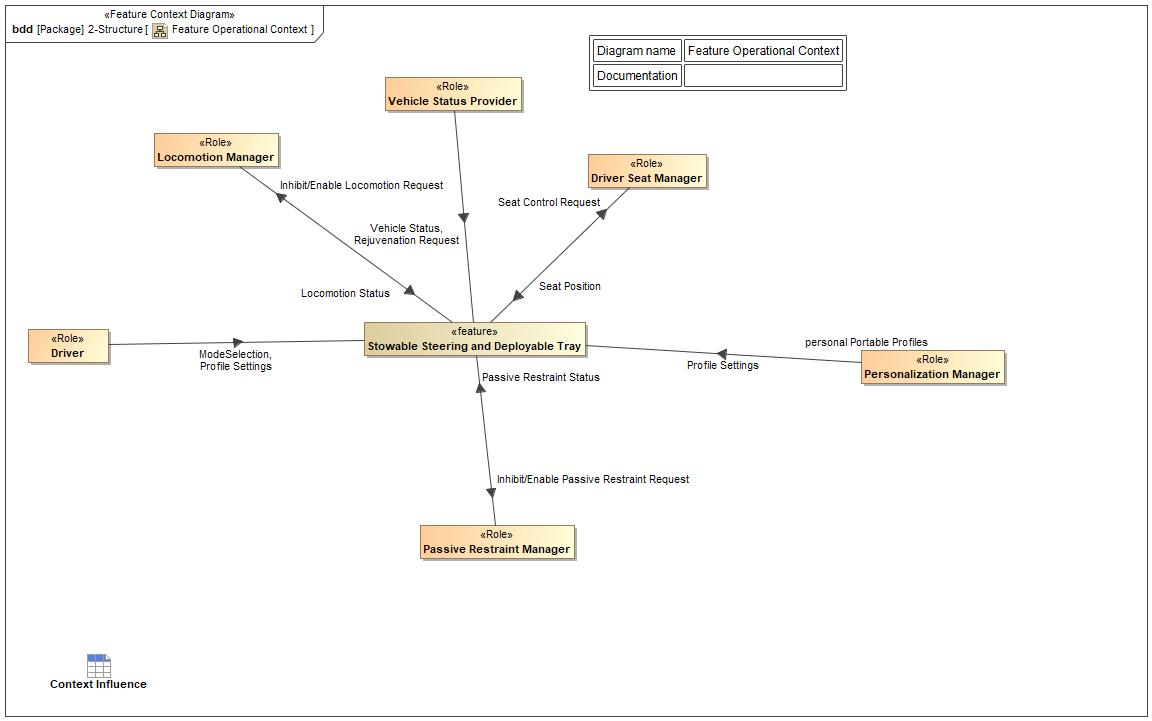 «Feature Context Diagram»
bdd [Package] 2-Structure [ Feature Operational Context ]
Diagram name Feature Operational Context
Documentation
«Role»
Vehicle Status Provider
«Role»
Locomotion Manager
«Role»
Driver Seat Manager
Inhibit/Enable Locomotion Request
Seat Control Request
Vehicle Status,
Rejuvenation Request
Locomotion Status
Seat Position
«Role»
Driver
ModeSelection,
Profile Settings
«feature»
Stowable Steering and Deployable Tray
personal Portable Profiles
Profile Settings
«Role»
Personalization Manager
Passive Restraint Status
Inhibit/Enable Passive Restraint Request
«Role»
Passive Restraint Manager
Context Influence